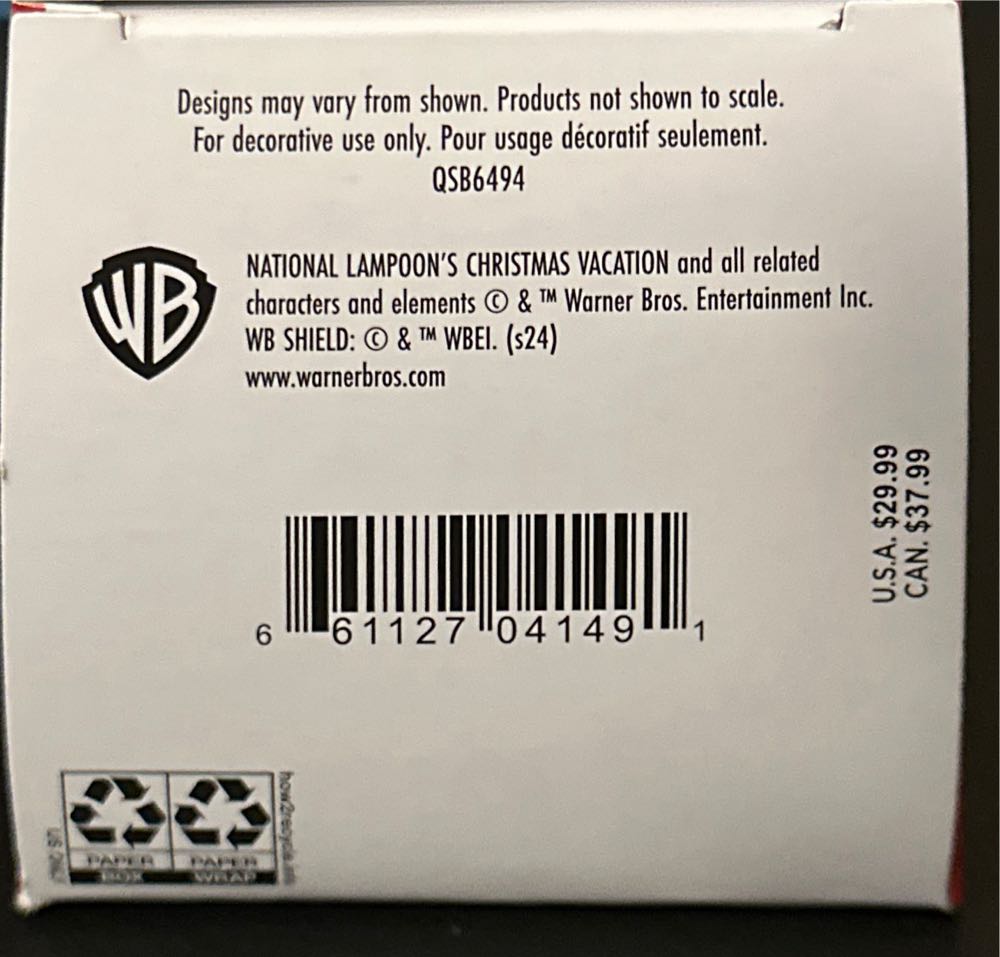 Designs may vary from shown. Products not shown to scale.
For decorative use only. Pour usage décoratif seulement.
QSB6494
WB
NATIONAL LAMPOON'S CHRISTMAS VACATION and all related
characters and elements © & ™ Warner Bros. Entertainment Inc.
WB SHIELD: © & ™ WBEI. (s24)
www.warnerbros.com
U.S.A. $29.99
CAN. $37.99
6 61127 04149 1
PAPER PAPER
BOX WRAP